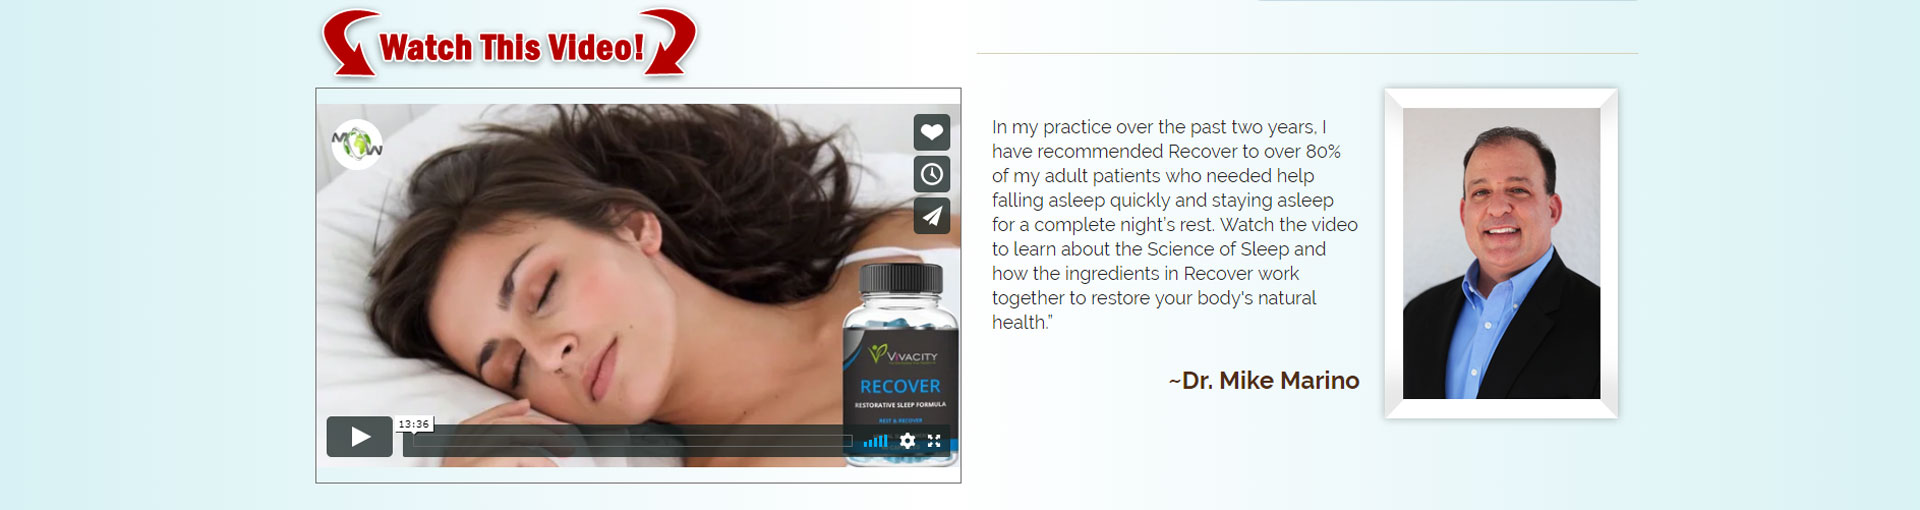 Watch This Video!
MOW
VIVACITY
RECOVER
RESTORATIVE SLEEP FORMULA
REST & RECOVER
13:36
In my practice over the past two years, I
have recommended Recover to over 80%
of my adult patients who needed help
falling asleep quickly and staying asleep
for a complete night’s rest. Watch the video
to learn about the Science of Sleep and
how the ingredients in Recover work
together to restore your body's natural
health.”
~Dr. Mike Marino